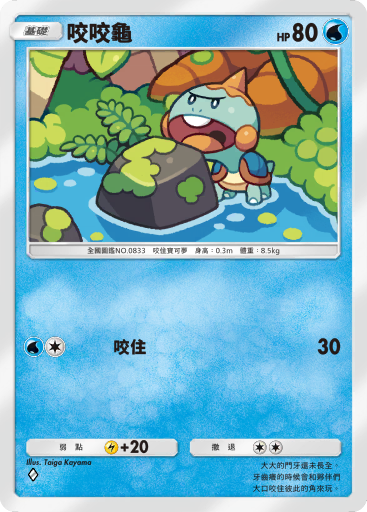 基礎 咬咬龜 HP 80
全國圖鑑NO.0833 咬住寶可夢 身高：0.3m 體重：8.5kg
咬住 30
弱點 +20 撤退
Illus. Taiga Kayama
大大的門牙還未長全。
牙齒癢的時候會和夥伴們
大口咬住彼此的角來玩。